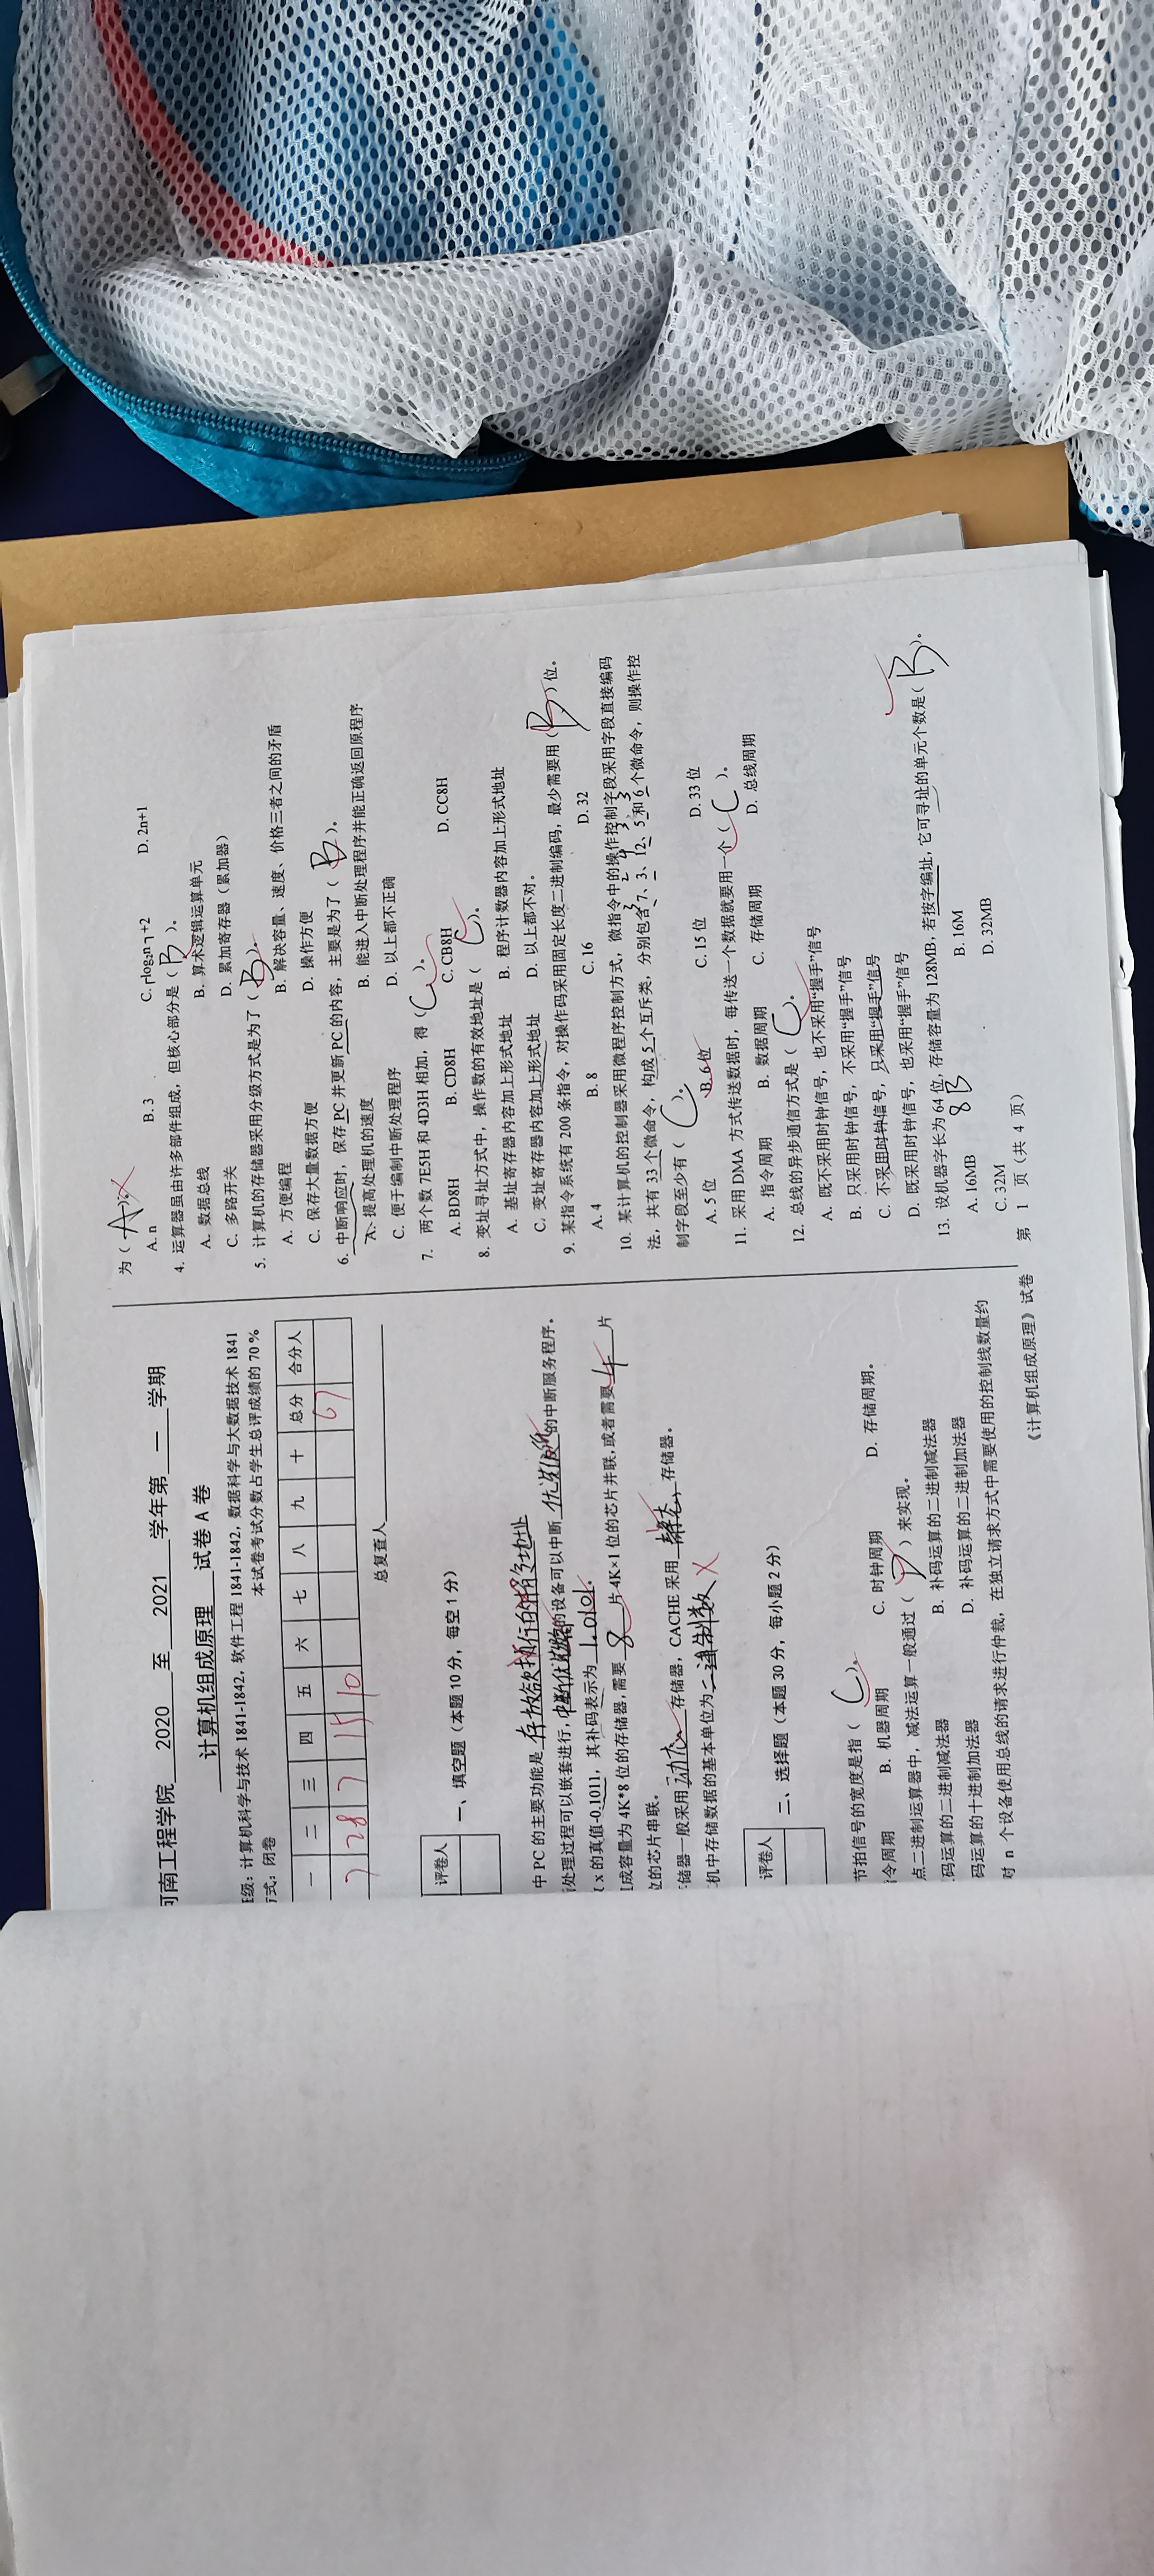 河南工程学院 2020 至 2021 学年第 一 学期
计算机组成原理 试卷 A 卷
班级：计算机科学与技术 1841-1842，软件工程 1841-1842，数据科学与大数据技术 1841
方式：闭卷 本试卷考试分数占学生总评成绩的 70 %
一 二 三 四 五 六 七 八 九 十 总分 合分人
7 28 7 15 10 67
总复查人
评卷人
一、填空题（本题 10 分，每空 1 分）
中 PC 的主要功能是 存放欲执行的指令地址
处理过程可以嵌套进行，中断优先级 的设备可以中断 优先级低 的中断服务程序。
x 的真值-0.1011，其补码表示为 1.0101。
成容量为 4K*8 位的存储器，需要 8 片 4K×1 位的芯片并联，或者需要 4 片
位的芯片串联。
存储器一般采用 动态 存储器，CACHE 采用 静态 存储器。
机中存储数据的基本单位为 二进制数
评卷人
二、选择题（本题 30 分，每小题 2 分）
节拍信号的宽度是指（ C ）。
指令周期 B. 机器周期 C. 时钟周期 D. 存储周期。
点二进制运算器中，减法运算一般通过（ D ）来实现。
码运算的二进制减法器 B. 补码运算的二进制减法器
码运算的十进制加法器 D. 补码运算的二进制加法器
对 n 个设备使用总线的请求进行仲裁，在独立请求方式中需要使用的控制线数量约
为（ A ）。
A. n B. 3 C.┌log₂n┐+2 D. 2n+1
4. 运算器虽由许多部件组成，但核心部分是（ B ）。
A. 数据总线 B. 算术逻辑运算单元
C. 多路开关 D. 累加寄存器（累加器）
5. 计算机的存储器采用分级方式是为了（ B ）。
A. 方便编程 B. 解决容量、速度、价格三者之间的矛盾
C. 保存大量数据方便 D. 操作方便
6. 中断响应时，保存 PC 并更新 PC 的内容，主要是为了（ B ）。
A. 提高处理机的速度 B. 能进入中断处理程序并能正确返回原程序
C. 便于编制中断处理程序 D. 以上都不正确
7. 两个数 7E5H 和 4D3H 相加，得（ C ）。
A. BD8H B. CD8H C. CB8H D. CC8H
8. 变址寻址方式中，操作数的有效地址是（ C ）。
A. 基址寄存器内容加上形式地址 B. 程序计数器内容加上形式地址
C. 变址寄存器内容加上形式地址 D. 以上都不对。
9. 某指令系统有 200 条指令，对操作码采用固定长度二进制编码，最少需要用（ B ）位。
A. 4 B. 8 C. 16 D. 32
10. 某计算机的控制器采用微程序控制方式，微指令中的操作控制字段采用字段直接编码
3 2 4 3 3
法，共有 33 个微命令，构成 5 个互斥类，分别包含 7、3、12、5 和 6 个微命令，则操作控
制字段至少有（ C ）。
A. 5 位 B. 6 位 C. 15 位 D. 33 位
11. 采用 DMA 方式传送数据时，每传送一个数据就要用一个（ C ）。
A. 指令周期 B. 数据周期 C. 存储周期 D. 总线周期
12. 总线的异步通信方式是（ C ）。
A. 既不采用时钟信号，也不采用“握手”信号
B. 只采用时钟信号，不采用“握手”信号
C. 不采用时钟信号，只采用“握手”信号
D. 既采用时钟信号，也采用“握手”信号
13. 设机器字长为 64 位，存储容量为 128MB，若按字编址，它可寻址的单元个数是（ B ）。
8B
A. 16MB B. 16M
C. 32M D. 32MB
《计算机组成原理》试卷 第 1 页（共 4 页）